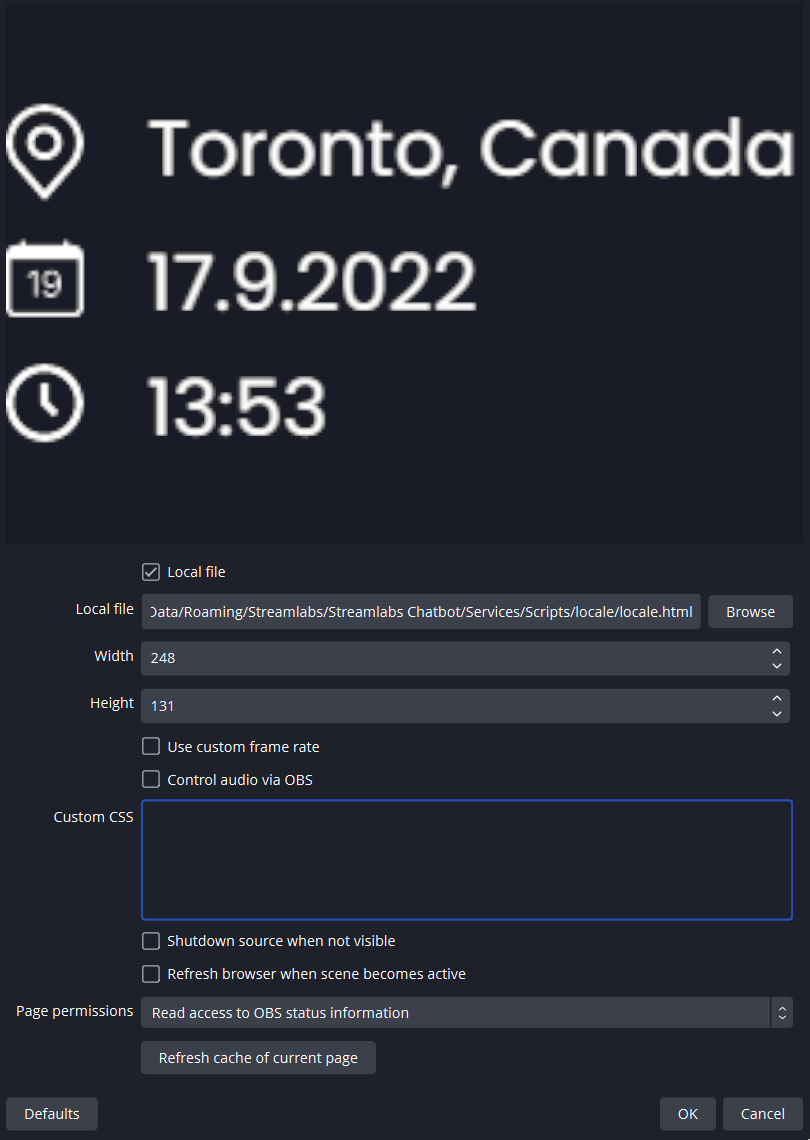 Toronto, Canada
19
17.9.2022
13:53
Local file
Local file
Data/Roaming/Streamlabs/Streamlabs Chatbot/Services/Scripts/locale/locale.html
Browse
Width
248
Height
131
Use custom frame rate
Control audio via OBS
Custom CSS
Shutdown source when not visible
Refresh browser when scene becomes active
Page permissions
Read access to OBS status information
Refresh cache of current page
Defaults
OK
Cancel